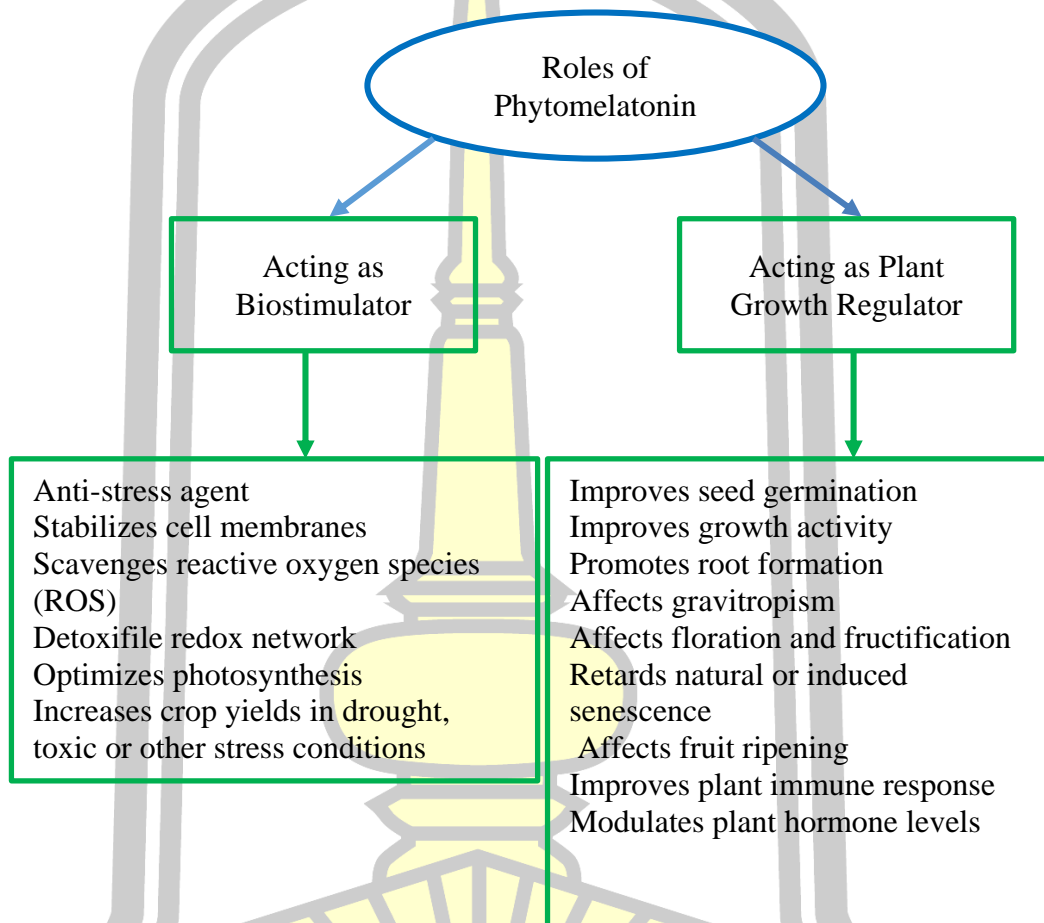 Roles of
Phytomelatonin
Acting as
Biostimulator
Acting as Plant
Growth Regulator
Anti-stress agent
Stabilizes cell membranes
Scavenges reactive oxygen species
(ROS)
Detoxifile redox network
Optimizes photosynthesis
Increases crop yields in drought,
toxic or other stress conditions
Improves seed germination
Improves growth activity
Promotes root formation
Affects gravitropism
Affects floration and fructification
Retards natural or induced
senescence
Affects fruit ripening
Improves plant immune response
Modulates plant hormone levels